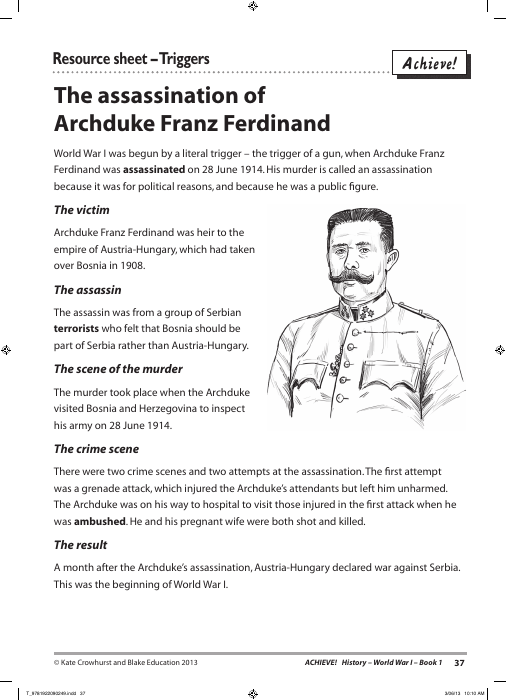 Resource sheet – Triggers
Achieve!
The assassination of
Archduke Franz Ferdinand
World War I was begun by a literal trigger – the trigger of a gun, when Archduke Franz
Ferdinand was assassinated on 28 June 1914. His murder is called an assassination
because it was for political reasons, and because he was a public figure.
The victim
Archduke Franz Ferdinand was heir to the
empire of Austria-Hungary, which had taken
over Bosnia in 1908.
The assassin
The assassin was from a group of Serbian
terrorists who felt that Bosnia should be
part of Serbia rather than Austria-Hungary.
The scene of the murder
The murder took place when the Archduke
visited Bosnia and Herzegovina to inspect
his army on 28 June 1914.
The crime scene
There were two crime scenes and two attempts at the assassination. The first attempt
was a grenade attack, which injured the Archduke's attendants but left him unharmed.
The Archduke was on his way to hospital to visit those injured in the first attack when he
was ambushed. He and his pregnant wife were both shot and killed.
The result
A month after the Archduke's assassination, Austria-Hungary declared war against Serbia.
This was the beginning of World War I.
© Kate Crowhurst and Blake Education 2013
ACHIEVE! History – World War I – Book 1 37
37
3/06/13 10:10 AM